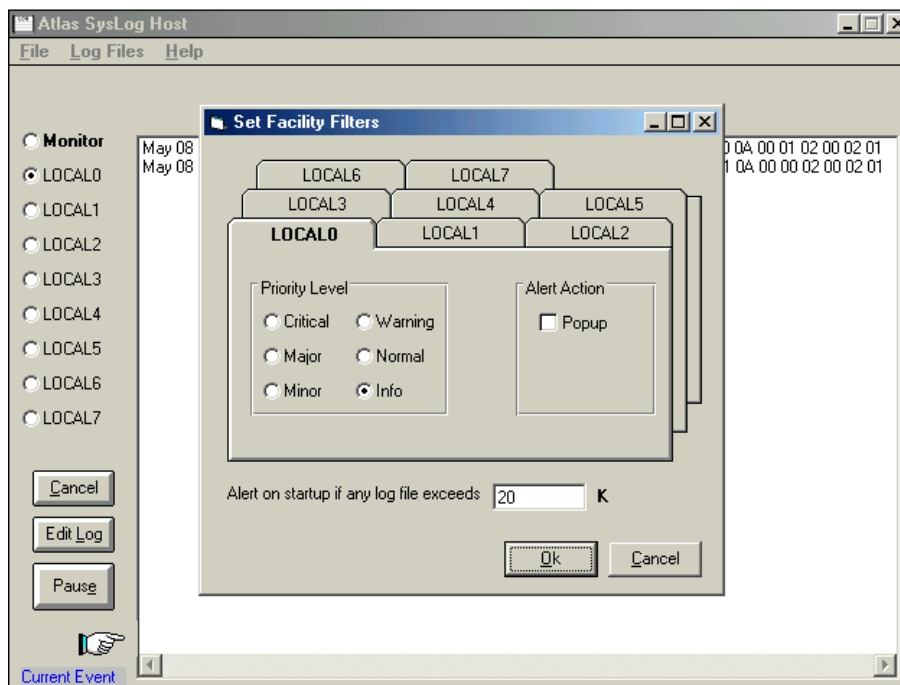 Atlas SysLog Host
File Log Files Help
Set Facility Filters
Monitor
LOCAL0
LOCAL1
LOCAL2
LOCAL3
LOCAL4
LOCAL5
LOCAL6
LOCAL7
May 08
0A 00 01 02 00 02 01
May 08
0A 00 00 02 00 02 01
LOCAL6 LOCAL7
LOCAL3 LOCAL4 LOCAL5
LOCAL0 LOCAL1 LOCAL2
Priority Level
Critical Warning
Major Normal
Minor Info
Alert Action
Popup
Alert on startup if any log file exceeds 20 K
Ok Cancel
Cancel
Edit Log
Pause
Current Event